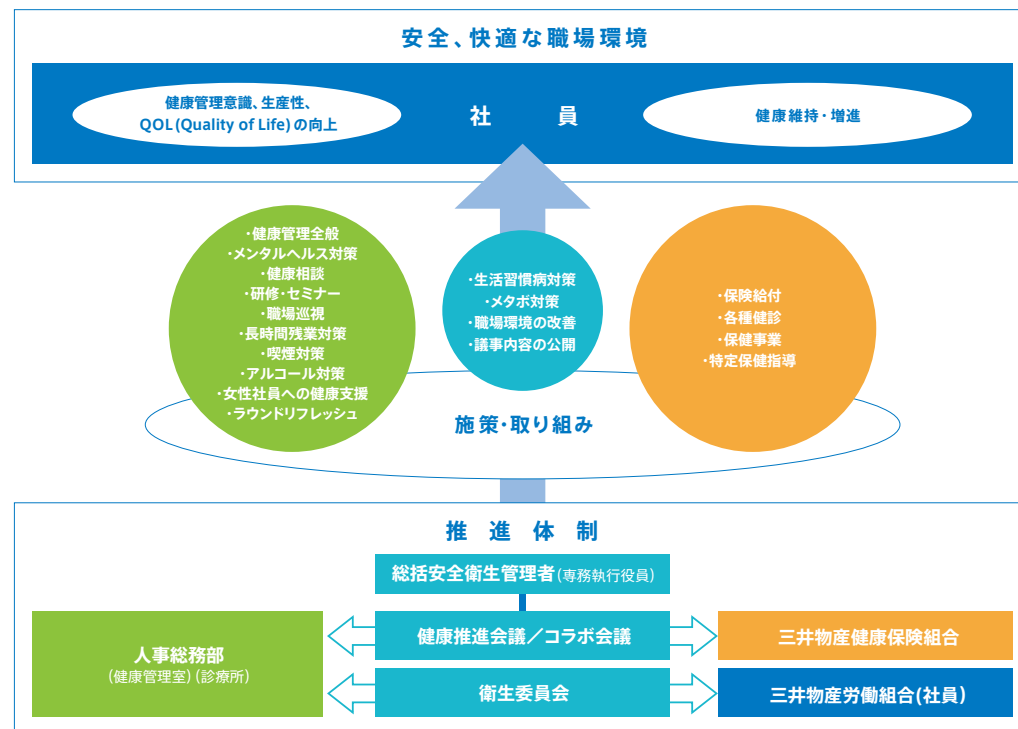 安全、快適な職場環境
健康管理意識、生産性、
QOL(Quality of Life)の向上
社員
健康維持・増進
・健康管理全般
・メンタルヘルス対策
・健康相談
・研修・セミナー
・職場巡視
・長時間残業対策
・喫煙対策
・アルコール対策
・女性社員への健康支援
・ラウンドリフレッシュ
・生活習慣病対策
・メタボ対策
・職場環境の改善
・議事内容の公開
・保険給付
・各種健診
・保健事業
・特定保健指導
施策・取り組み
推進体制
総括安全衛生管理者(専務執行役員)
人事総務部
(健康管理室)(診療所)
健康推進会議/コラボ会議
三井物産健康保険組合
衛生委員会
三井物産労働組合(社員)